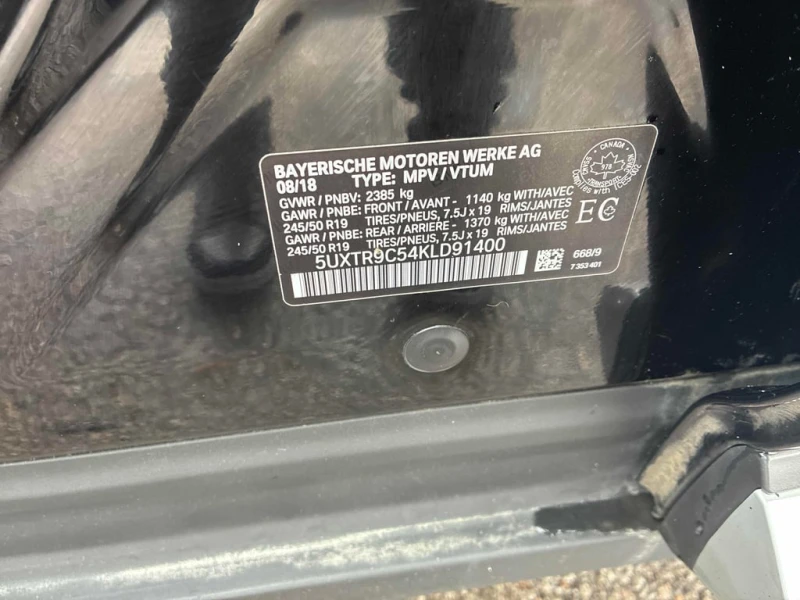 BAYERISCHE MOTOREN WERKE AG
08/18 TYPE: MPV / VTUM
GVWR / PNBV: 2385 kg
GAWR / PNBE: FRONT / AVANT - 1140 kg WITH/AVEC
245/50 R19 TIRES/PNEUS, 7.5J x 19 RIMS/JANTES
GAWR / PNBE: REAR / ARRIERE - 1370 kg WITH/AVEC
245/50 R19 TIRES/PNEUS, 7.5J x 19 RIMS/JANTES
5UXTR9C54KLD91400
CANADA
978
TRANSPORT
EC
668/9
7 353 401